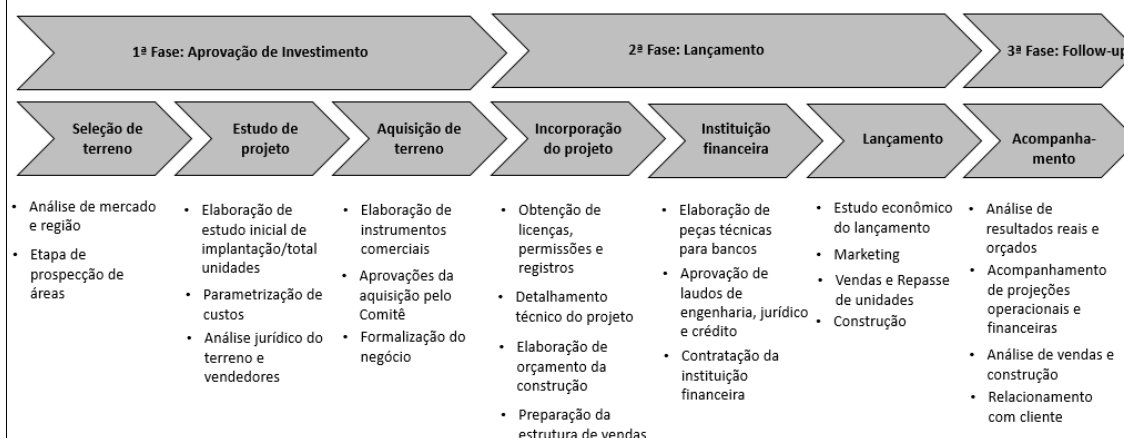 1ª Fase: Aprovação de Investimento
2ª Fase: Lançamento
3ª Fase: Follow-up
Seleção de
terreno
Estudo de
projeto
Aquisição de
terreno
Incorporação
do projeto
Instituição
financeira
Lançamento
Acompanha-
mento
• Análise de mercado
e região
• Etapa de
prospecção de
áreas
• Elaboração de
estudo inicial de
implantação/total
unidades
• Parametrização de
custos
• Análise jurídico do
terreno e
vendedores
• Elaboração de
instrumentos
comerciais
• Aprovações da
aquisição pelo
Comitê
• Formalização do
negócio
• Obtenção de
licenças,
permissões e
registros
• Detalhamento
técnico do projeto
• Elaboração de
orçamento da
construção
• Preparação da
estrutura de vendas
• Elaboração de
peças técnicas
para bancos
• Aprovação de
laudos de
engenharia, jurídico
e crédito
• Contratação da
instituição
financeira
• Estudo econômico
do lançamento
• Marketing
• Vendas e Repasse
de unidades
• Construção
• Análise de
resultados reais e
orçados
• Acompanhamento
de projeções
operacionais e
financeiras
• Análise de vendas e
construção
• Relacionamento
com cliente